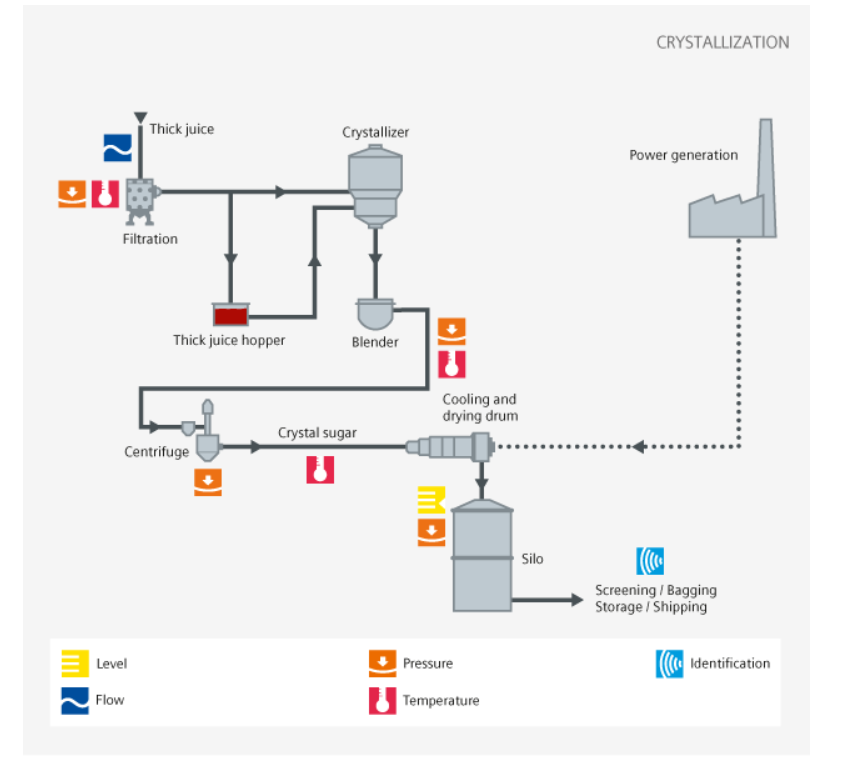 CRYSTALLIZATION
Thick juice
Crystallizer
Power generation
Filtration
Thick juice hopper
Blender
Cooling and
drying drum
Crystal sugar
Centrifuge
Silo
Screening / Bagging
Storage / Shipping
Level
Pressure
Identification
Flow
Temperature